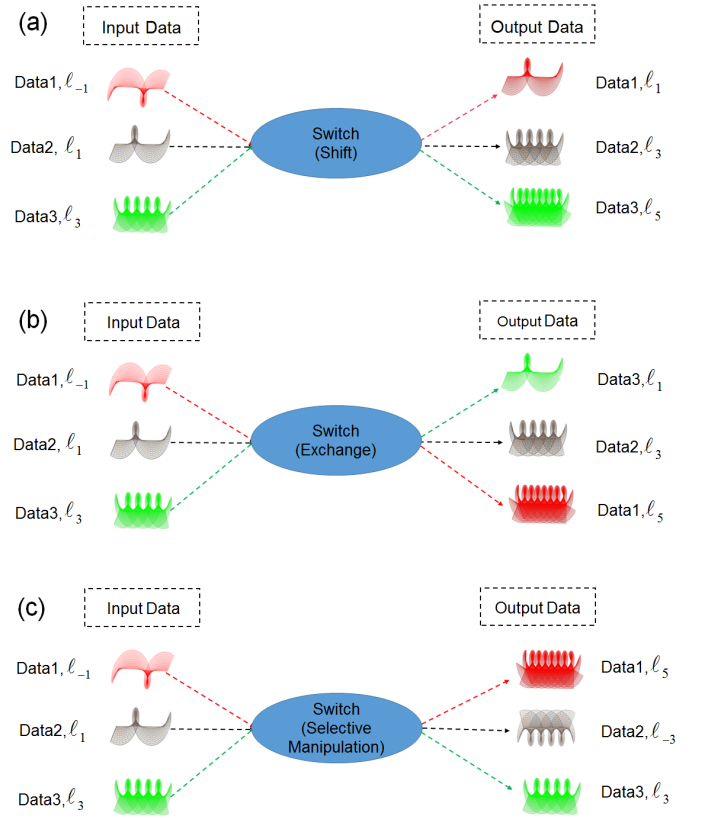 (a)
Input Data
Output Data
Data1, ℓ₋₁
Data1, ℓ₁
Data2, ℓ₁
Switch
(Shift)
Data2, ℓ₃
Data3, ℓ₃
Data3, ℓ₅
(b)
Input Data
Output Data
Data1, ℓ₋₁
Data3, ℓ₁
Data2, ℓ₁
Switch
(Exchange)
Data2, ℓ₃
Data3, ℓ₃
Data1, ℓ₅
(c)
Input Data
Output Data
Data1, ℓ₋₁
Data1, ℓ₅
Data2, ℓ₁
Switch
(Selective
Manipulation)
Data2, ℓ₋₃
Data3, ℓ₃
Data3, ℓ₃